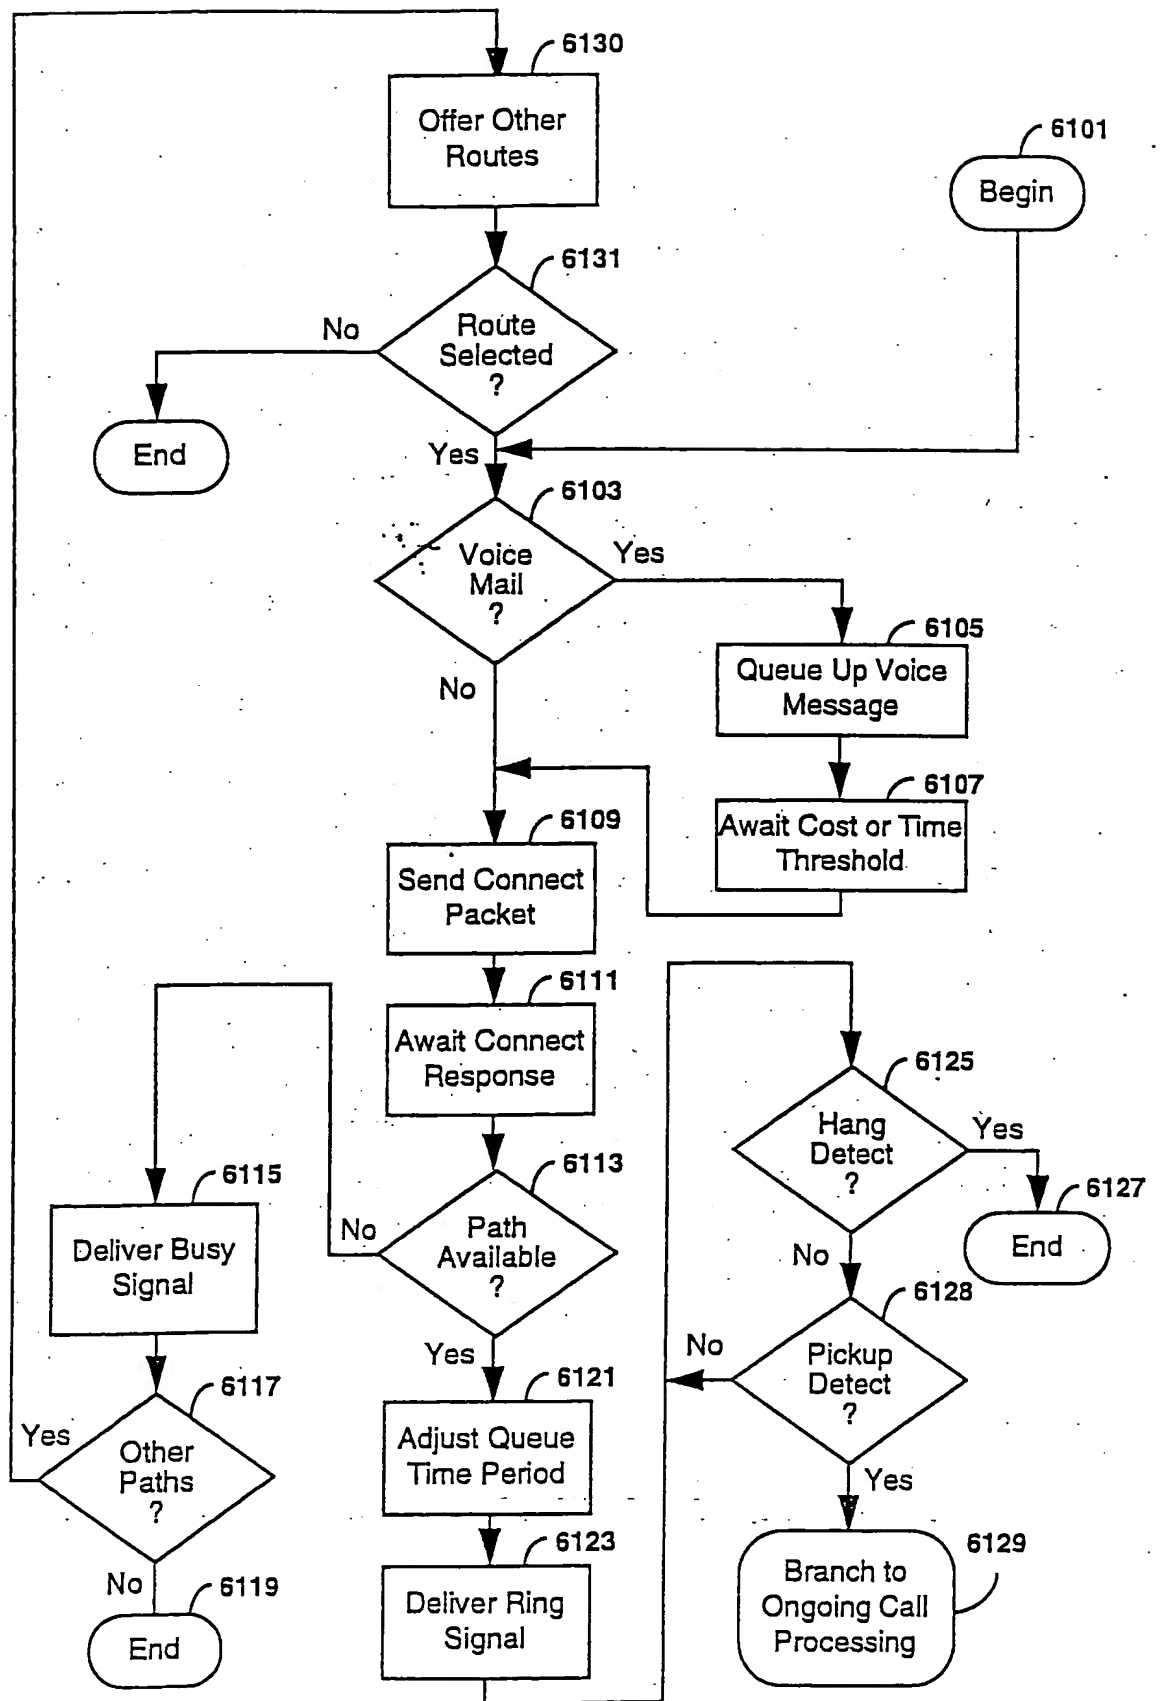 6130
Offer Other
Routes
6101
Begin
6131
Route
Selected
?
No
End
Yes
6103
Voice
Mail
?
Yes
6105
Queue Up Voice
Message
No
6107
Await Cost or Time
Threshold
6109
Send Connect
Packet
6111
Await Connect
Response
6125
Hang
Detect
?
Yes
6127
End
6113
Path
Available
?
No
6115
Deliver Busy
Signal
No
6128
Pickup
Detect
?
No
Yes
6121
Adjust Queue
Time Period
6117
Other
Paths
?
Yes
Yes
6123
Deliver Ring
Signal
6129
Branch to
Ongoing Call
Processing
No
6119
End